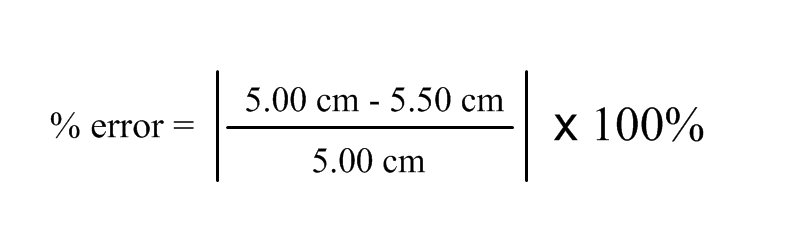 % error = | 5.00 cm - 5.50 cm / 5.00 cm | x 100%